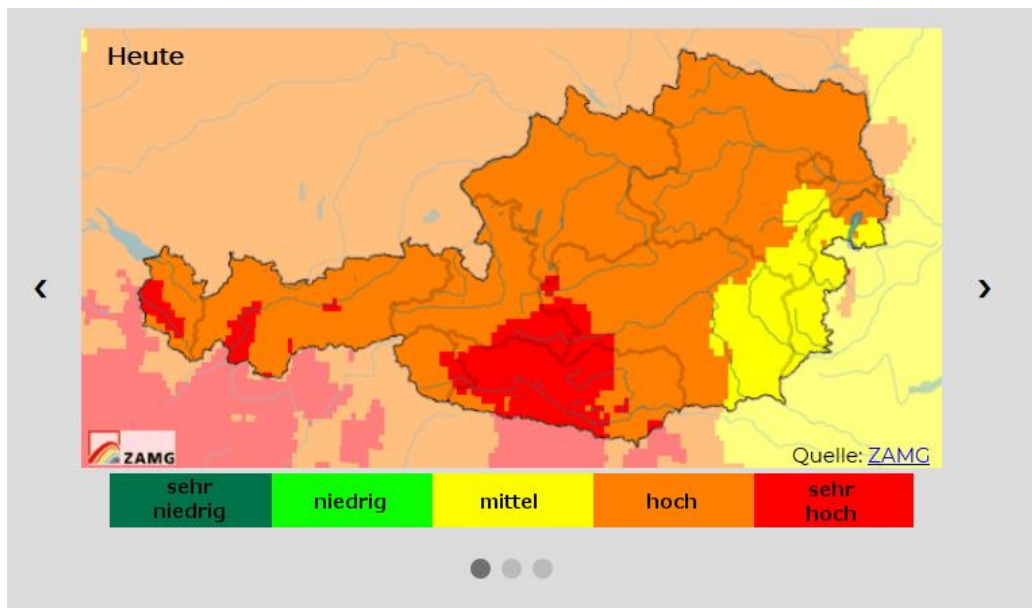 Heute
‹
›
ZAMG
Quelle: ZAMG
sehr
niedrig
niedrig
mittel
hoch
sehr
hoch